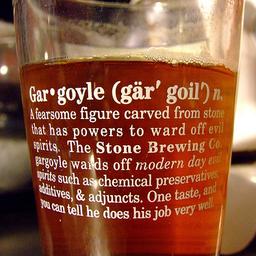 Gar•goyle (gär′ goil′) n.
A fearsome figure carved from stone
that has powers to ward off evil
spirits. The Stone Brewing Co.
gargoyle wards off modern day evil
spirits such as chemical preservatives,
additives, & adjuncts. One taste, and
you can tell he does his job very well.